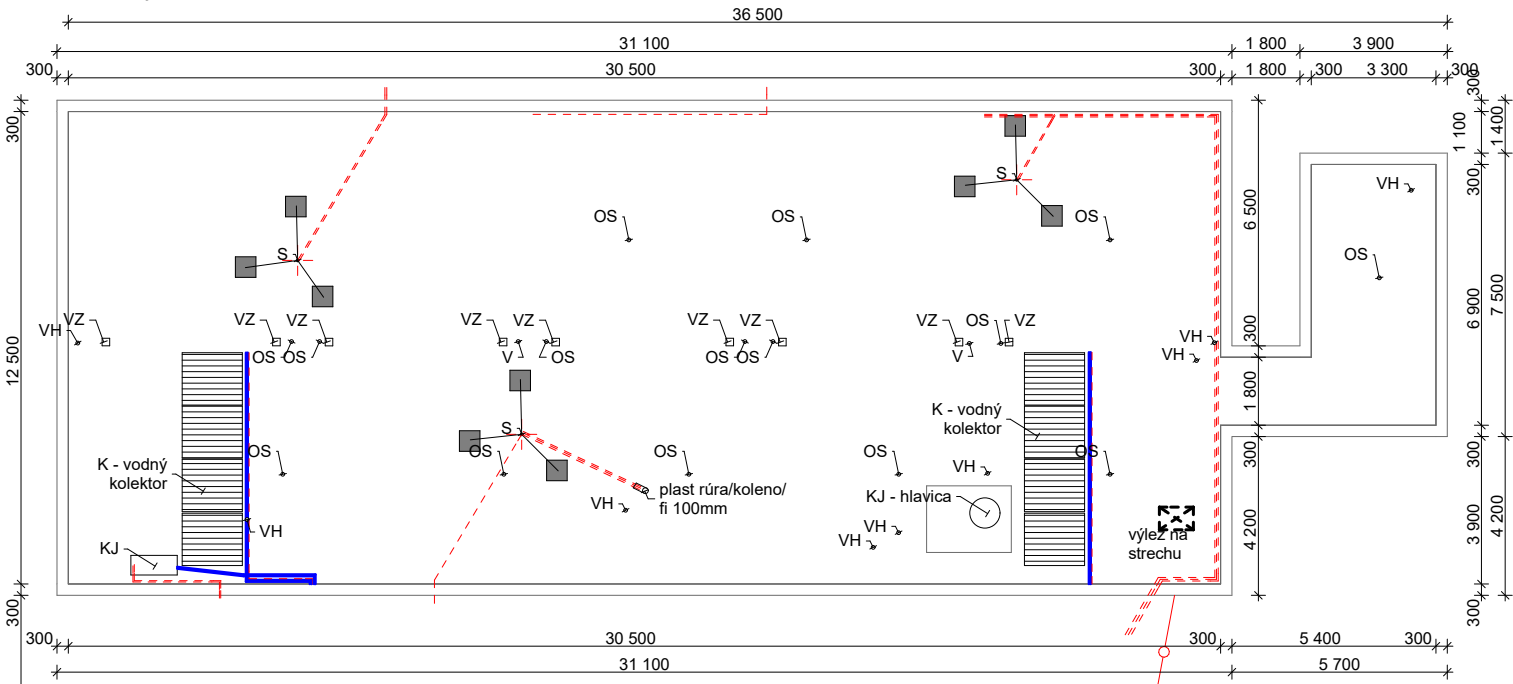 36 500
31 100
1 800
3 900
300
30 500
300
1 800
300
3 300
300
300
300
1 100
1 400
S
VH
S
OS
OS
OS
6 500
300
OS
6 900
7 500
VH
VZ
VZ
VZ
VZ
VZ
VZ
VZ
VZ
OS
VZ
VH
300
OS
OS
V
OS
OS
OS
V
VH
12 500
1 800
K - vodný
kolektor
S
OS
OS
OS
OS
OS
300
300
K - vodný
kolektor
VH
plast rúra/koleno/
fi 100mm
VH
KJ - hlavica
VH
VH
VH
KJ
výlez na
strechu
4 200
3 900
4 200
300
300
300
30 500
300
5 400
300
31 100
5 700